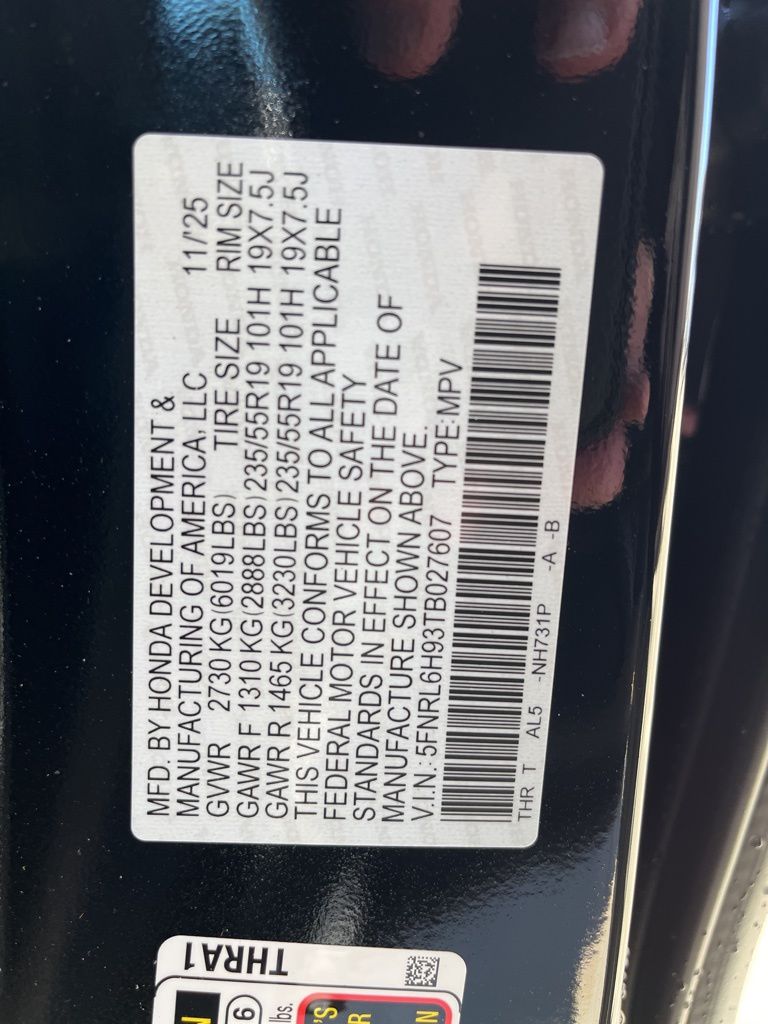 MFD. BY HONDA DEVELOPMENT &
MANUFACTURING OF AMERICA, LLC 11/'25
GVWR 2730 KG(6019LBS) TIRE SIZE RIM SIZE
GAWR F 1310 KG(2888LBS)235/55R19 101H 19X7.5J
GAWR R 1465 KG(3230LBS)235/55R19 101H 19X7.5J
THIS VEHICLE CONFORMS TO ALL APPLICABLE
FEDERAL MOTOR VEHICLE SAFETY
STANDARDS IN EFFECT ON THE DATE OF
MANUFACTURE SHOWN ABOVE.
V.I.N.:5FNRL6H93TB027607 TYPE:MPV
THR T AL5 -NH731P -A -B
THRA1
lbs.